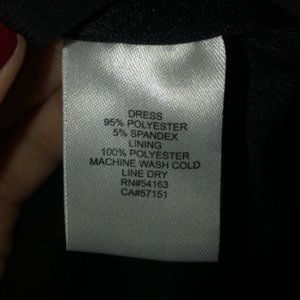 DRESS
95% POLYESTER
5% SPANDEX
LINING
100% POLYESTER
MACHINE WASH COLD
LINE DRY
RN#54163
CA#57151